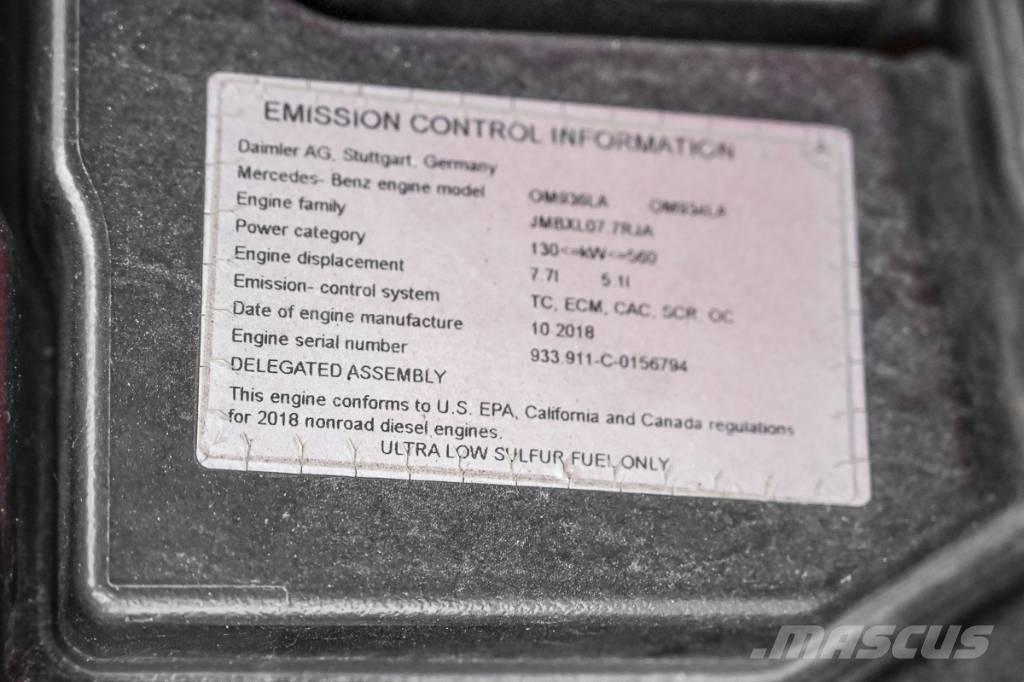 EMISSION CONTROL INFORMATION
Daimler AG, Stuttgart, Germany
Mercedes- Benz engine model OM936LA OM934LA
Engine family JMBXL07.7RJA
Power category 130<=kW<=560
Engine displacement 7.7l 5.1l
Emission- control system TC, ECM, CAC, SCR, OC
Date of engine manufacture 10.2018
Engine serial number 933.911-C-0156794
DELEGATED ASSEMBLY
This engine conforms to U.S. EPA, California and Canada regulations
for 2018 nonroad diesel engines.
ULTRA LOW SULFUR FUEL ONLY
MASCUS